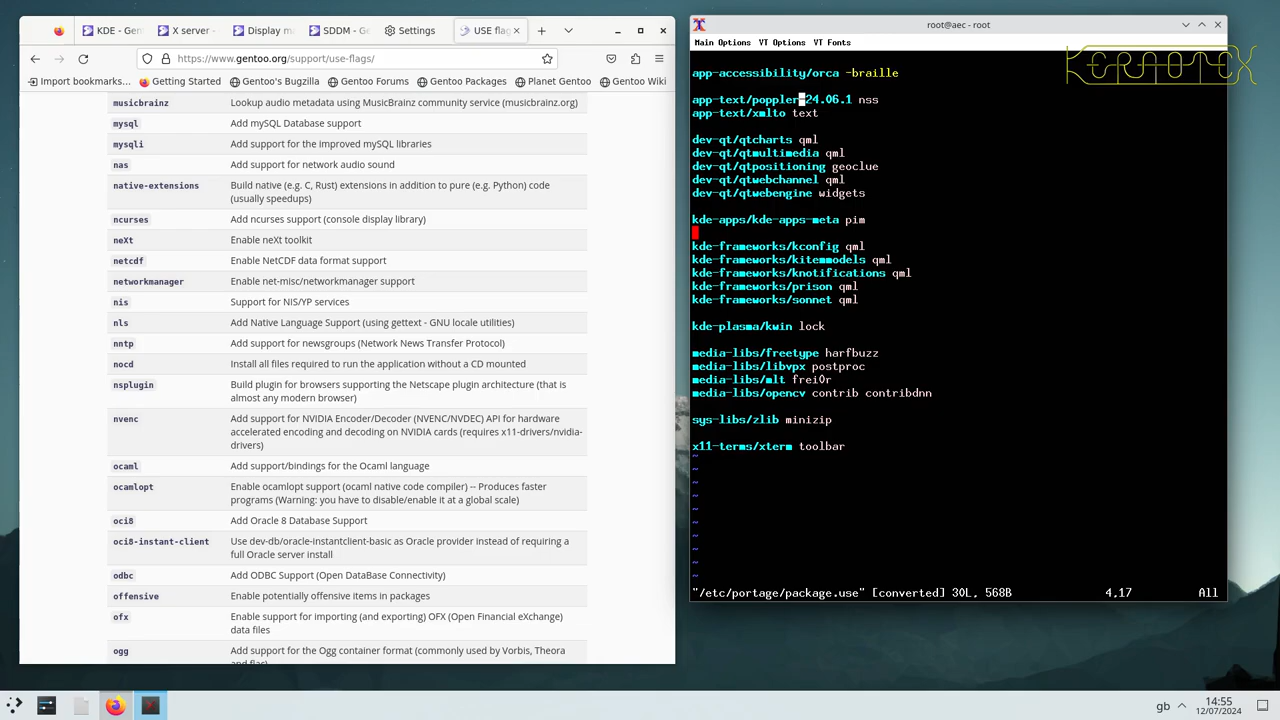 KDE - Gen
X server -
Display m
SDDM - Ge
Settings
USE flag
https://www.gentoo.org/support/use-flags/
Import bookmarks...
Getting Started
Gentoo's Bugzilla
Gentoo Forums
Gentoo Packages
Planet Gentoo
Gentoo Wiki
musicbrainz Lookup audio metadata using MusicBrainz community service (musicbrainz.org)
mysql Add mySQL Database support
mysqli Add support for the improved mySQL libraries
nas Add support for network audio sound
native-extensions Build native (e.g. C, Rust) extensions in addition to pure (e.g. Python) code
(usually speedups)
ncurses Add ncurses support (console display library)
neXt Enable neXt toolkit
netcdf Enable NetCDF data format support
networkmanager Enable net-misc/networkmanager support
nis Support for NIS/YP services
nls Add Native Language Support (using gettext - GNU locale utilities)
nntp Add support for newsgroups (Network News Transfer Protocol)
nocd Install all files required to run the application without a CD mounted
nsplugin Build plugin for browsers supporting the Netscape plugin architecture (that is
almost any modern browser)
nvenc Add support for NVIDIA Encoder/Decoder (NVENC/NVDEC) API for hardware
accelerated encoding and decoding on NVIDIA cards (requires x11-drivers/nvidia-
drivers)
ocaml Add support/bindings for the Ocaml language
ocamlopt Enable ocamlopt support (ocaml native code compiler) -- Produces faster
programs (Warning: you have to disable/enable it at a global scale)
oci8 Add Oracle 8 Database Support
oci8-instant-client Use dev-db/oracle-instantclient-basic as Oracle provider instead of requiring a
full Oracle server install
odbc Add ODBC Support (Open DataBase Connectivity)
offensive Enable potentially offensive items in packages
ofx Enable support for importing (and exporting) OFX (Open Financial eXchange)
data files
ogg Add support for the Ogg container format (commonly used by Vorbis, Theora
and flac)
root@aec - root
Main Options VT Options VT Fonts
KERAOTEX
app-accessibility/orca -braille
app-text/poppler-24.06.1 nss
app-text/xmlto text
dev-qt/qtcharts qml
dev-qt/qtmultimedia qml
dev-qt/qtpositioning geoclue
dev-qt/qtwebchannel qml
dev-qt/qtwebengine widgets
kde-apps/kde-apps-meta pim
kde-frameworks/kconfig qml
kde-frameworks/kitemmodels qml
kde-frameworks/knotifications qml
kde-frameworks/prison qml
kde-frameworks/sonnet qml
kde-plasma/kwin lock
media-libs/freetype harfbuzz
media-libs/libvpx postproc
media-libs/mlt frei0r
media-libs/opencv contrib contribdnn
sys-libs/zlib minizip
x11-terms/xterm toolbar
~
~
~
~
~
~
~
~
~
"/etc/portage/package.use" [converted] 30L, 568B 4,17 All
gb
14:55
12/07/2024